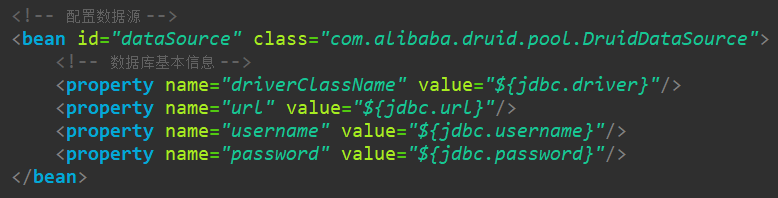 <!-- 配置数据源 -->
<bean id="dataSource" class="com.alibaba.druid.pool.DruidDataSource">
<!-- 数据库基本信息 -->
<property name="driverClassName" value="${jdbc.driver}"/>
<property name="url" value="${jdbc.url}"/>
<property name="username" value="${jdbc.username}"/>
<property name="password" value="${jdbc.password}"/>
</bean>